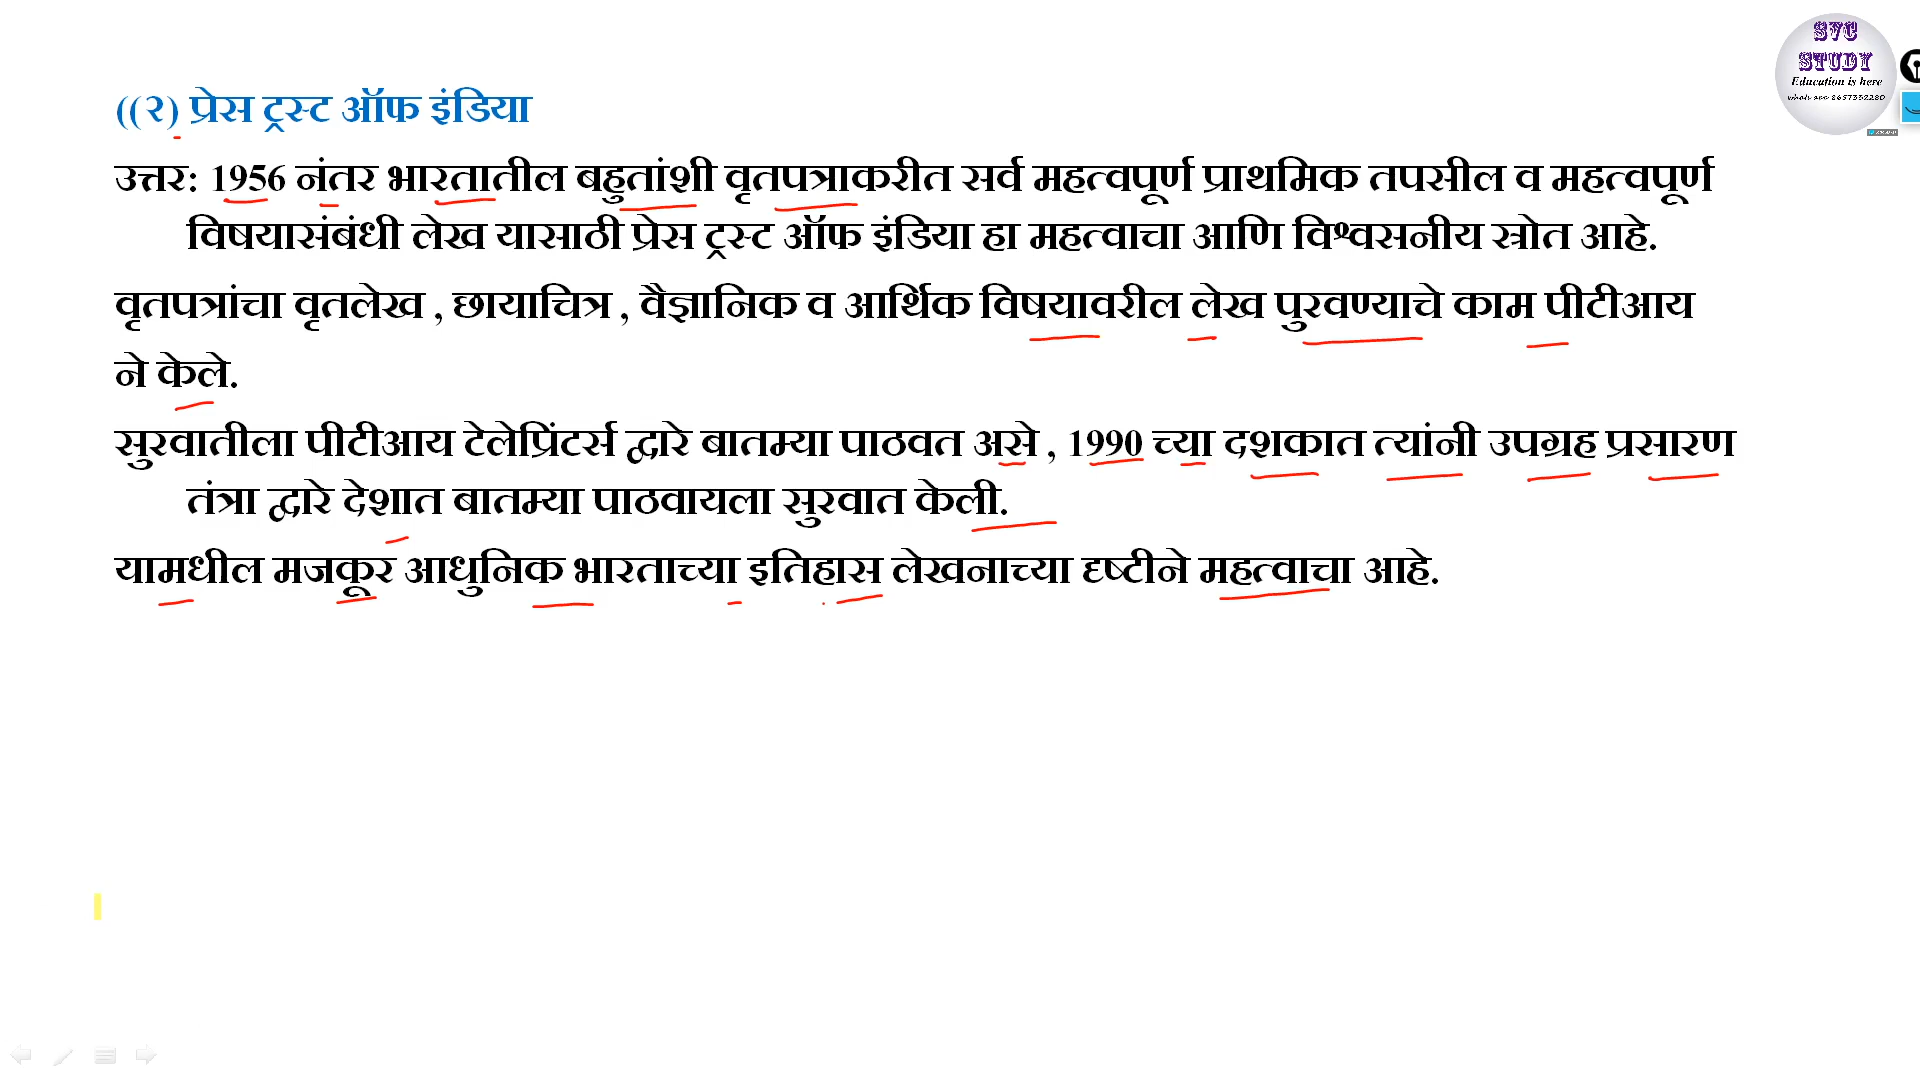 SVC
STUDY
Education is here
((२) प्रेस ट्रस्ट ऑफ इंडिया
उत्तर: 1956 नंतर भारतातील बहुतांशी वृतपत्राकरीत सर्व महत्वपूर्ण प्राथमिक तपसील व महत्वपूर्ण
विषयासंबंधी लेख यासाठी प्रेस ट्रस्ट ऑफ इंडिया हा महत्वाचा आणि विश्वसनीय स्त्रोत आहे.
वृतपत्रांचा वृतलेख , छायाचित्र , वैज्ञानिक व आर्थिक विषयावरील लेख पुरवण्याचे काम पीटीआय
ने केले.
सुरवातीला पीटीआय टेलेप्रिंटर्स द्वारे बातम्या पाठवत असे , 1990 च्या दशकात त्यांनी उपग्रह प्रसारण
तंत्रा द्वारे देशात बातम्या पाठवायला सुरवात केली.
यामधील मजकूर आधुनिक भारताच्या इतिहास लेखनाच्या दृष्टीने महत्वाचा आहे.